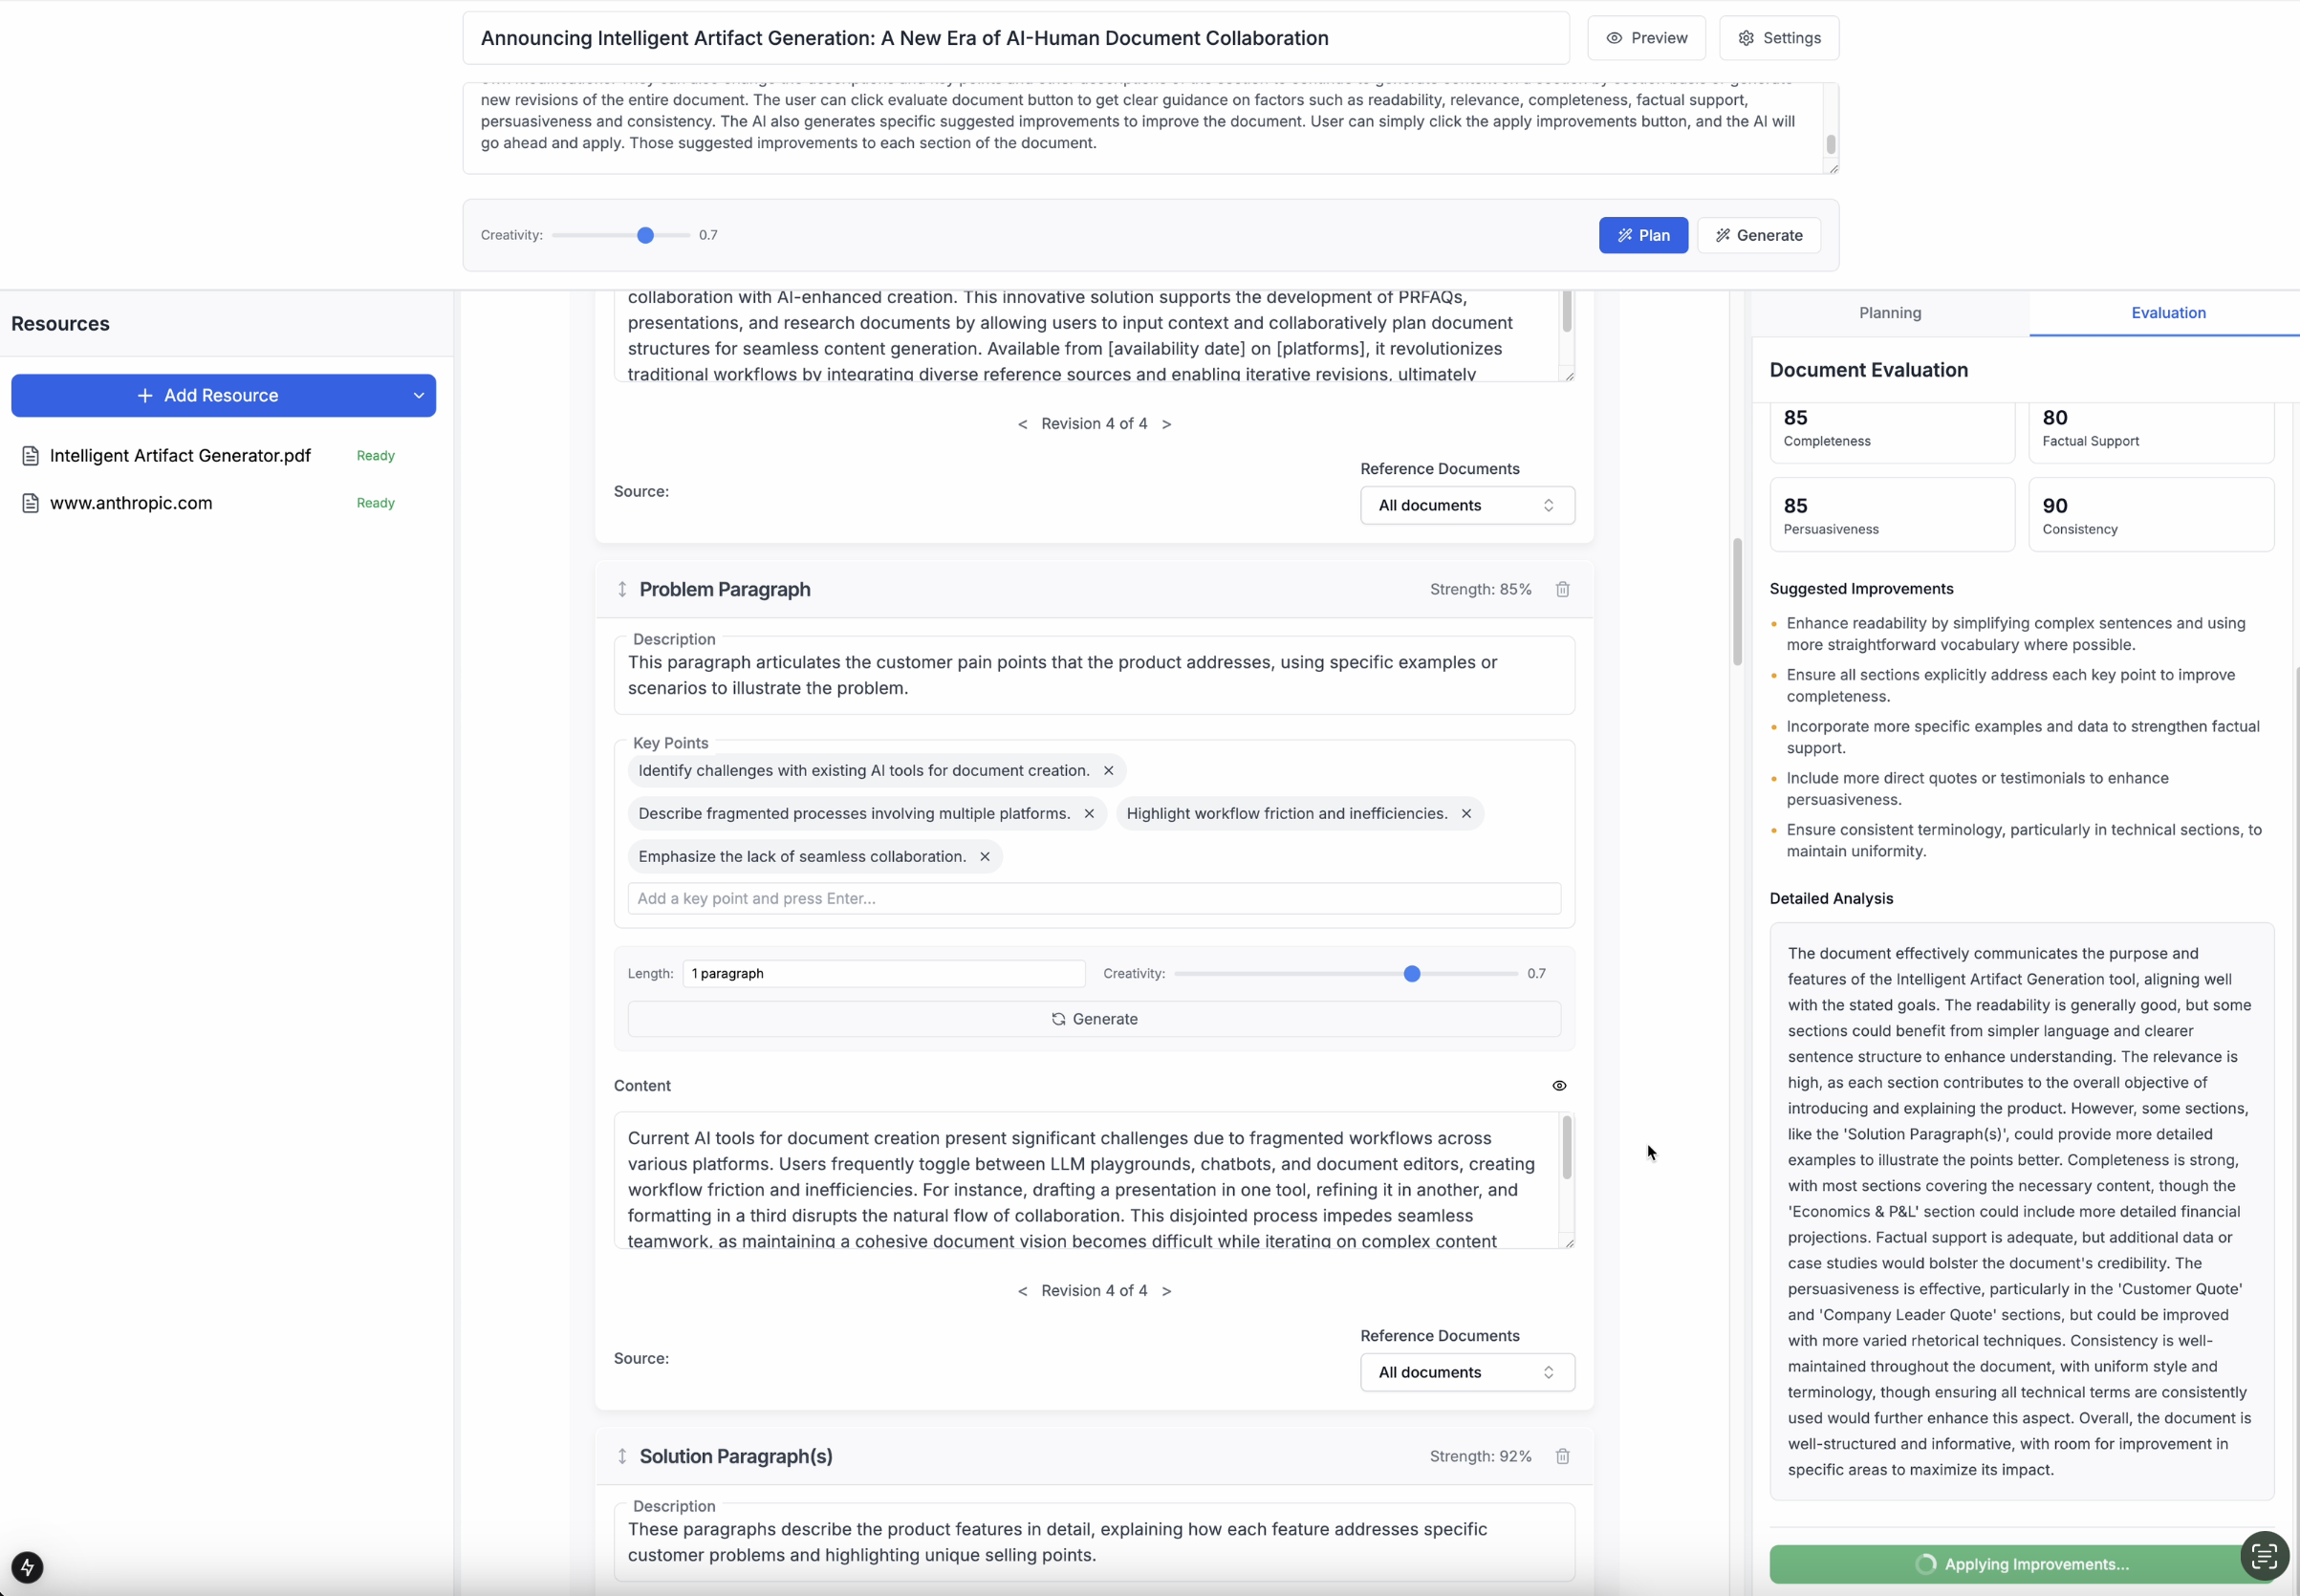 Announcing Intelligent Artifact Generation: A New Era of AI-Human Document Collaboration
Preview
Settings
new revisions of the entire document. The user can click evaluate document button to get clear guidance on factors such as readability, relevance, completeness, factual support,
persuasiveness and consistency. The AI also generates specific suggested improvements to improve the document. User can simply click the apply improvements button, and the AI will
go ahead and apply. Those suggested improvements to each section of the document.
Creativity:
0.7
Plan
Generate
Resources
Add Resource
Intelligent Artifact Generator.pdf
Ready
www.anthropic.com
Ready
collaboration with AI-enhanced creation. This innovative solution supports the development of PRFAQs,
presentations, and research documents by allowing users to input context and collaboratively plan document
structures for seamless content generation. Available from [availability date] on [platforms], it revolutionizes
traditional workflows by integrating diverse reference sources and enabling iterative revisions, ultimately
< Revision 4 of 4 >
Source:
Reference Documents
All documents
Problem Paragraph
Strength: 85%
Description
This paragraph articulates the customer pain points that the product addresses, using specific examples or
scenarios to illustrate the problem.
Key Points
Identify challenges with existing AI tools for document creation. ×
Describe fragmented processes involving multiple platforms. ×
Highlight workflow friction and inefficiencies. ×
Emphasize the lack of seamless collaboration. ×
Add a key point and press Enter...
Length:
1 paragraph
Creativity:
0.7
Generate
Content
Current AI tools for document creation present significant challenges due to fragmented workflows across
various platforms. Users frequently toggle between LLM playgrounds, chatbots, and document editors, creating
workflow friction and inefficiencies. For instance, drafting a presentation in one tool, refining it in another, and
formatting in a third disrupts the natural flow of collaboration. This disjointed process impedes seamless
teamwork, as maintaining a cohesive document vision becomes difficult while iterating on complex content
< Revision 4 of 4 >
Source:
Reference Documents
All documents
Solution Paragraph(s)
Strength: 92%
Description
These paragraphs describe the product features in detail, explaining how each feature addresses specific
customer problems and highlighting unique selling points.
Planning
Evaluation
Document Evaluation
85
Completeness
80
Factual Support
85
Persuasiveness
90
Consistency
Suggested Improvements
Enhance readability by simplifying complex sentences and using
more straightforward vocabulary where possible.
Ensure all sections explicitly address each key point to improve
completeness.
Incorporate more specific examples and data to strengthen factual
support.
Include more direct quotes or testimonials to enhance
persuasiveness.
Ensure consistent terminology, particularly in technical sections, to
maintain uniformity.
Detailed Analysis
The document effectively communicates the purpose and
features of the Intelligent Artifact Generation tool, aligning well
with the stated goals. The readability is generally good, but some
sections could benefit from simpler language and clearer
sentence structure to enhance understanding. The relevance is
high, as each section contributes to the overall objective of
introducing and explaining the product. However, some sections,
like the 'Solution Paragraph(s)', could provide more detailed
examples to illustrate the points better. Completeness is strong,
with most sections covering the necessary content, though the
'Economics & P&L' section could include more detailed financial
projections. Factual support is adequate, but additional data or
case studies would bolster the document's credibility. The
persuasiveness is effective, particularly in the 'Customer Quote'
and 'Company Leader Quote' sections, but could be improved
with more varied rhetorical techniques. Consistency is well-
maintained throughout the document, with uniform style and
terminology, though ensuring all technical terms are consistently
used would further enhance this aspect. Overall, the document is
well-structured and informative, with room for improvement in
specific areas to maximize its impact.
Applying Improvements...